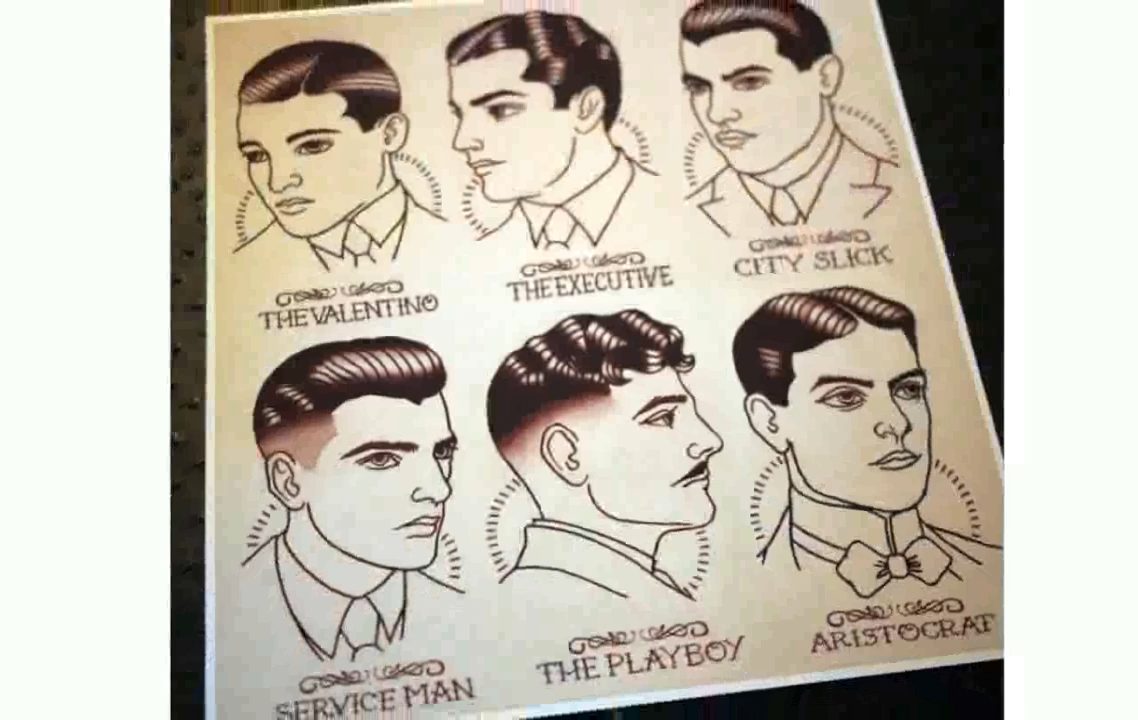 THE VALENTINO
THE EXECUTIVE
CITY SLICK
SERVICE MAN
THE PLAYBOY
ARISTOCRAT